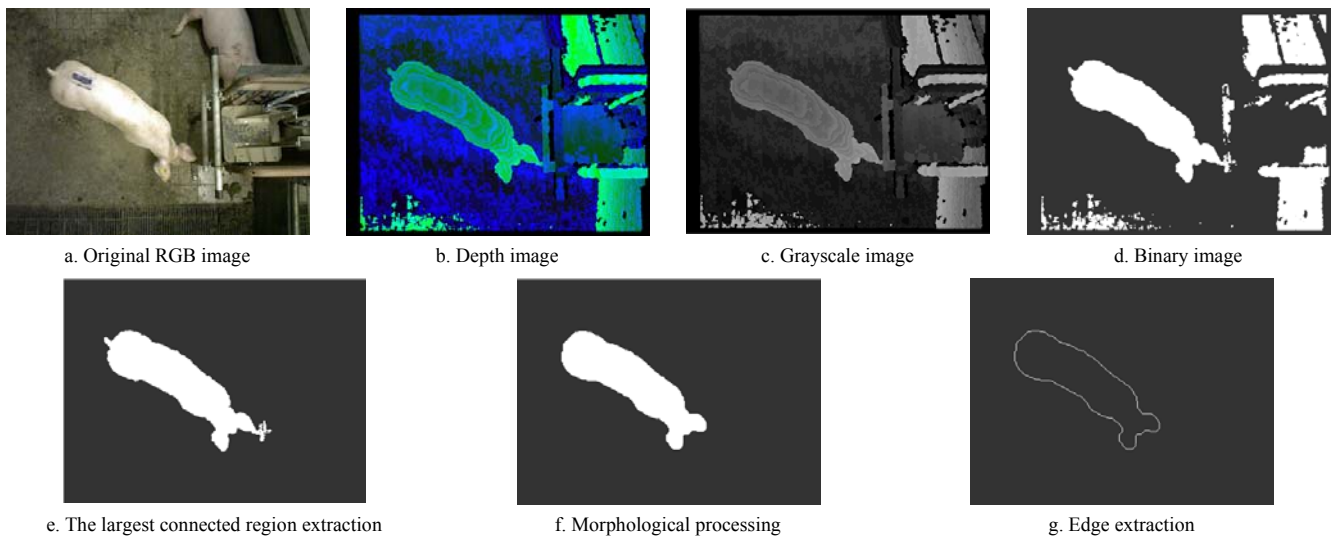 a. Original RGB image
b. Depth image
c. Grayscale image
d. Binary image
e. The largest connected region extraction
f. Morphological processing
g. Edge extraction